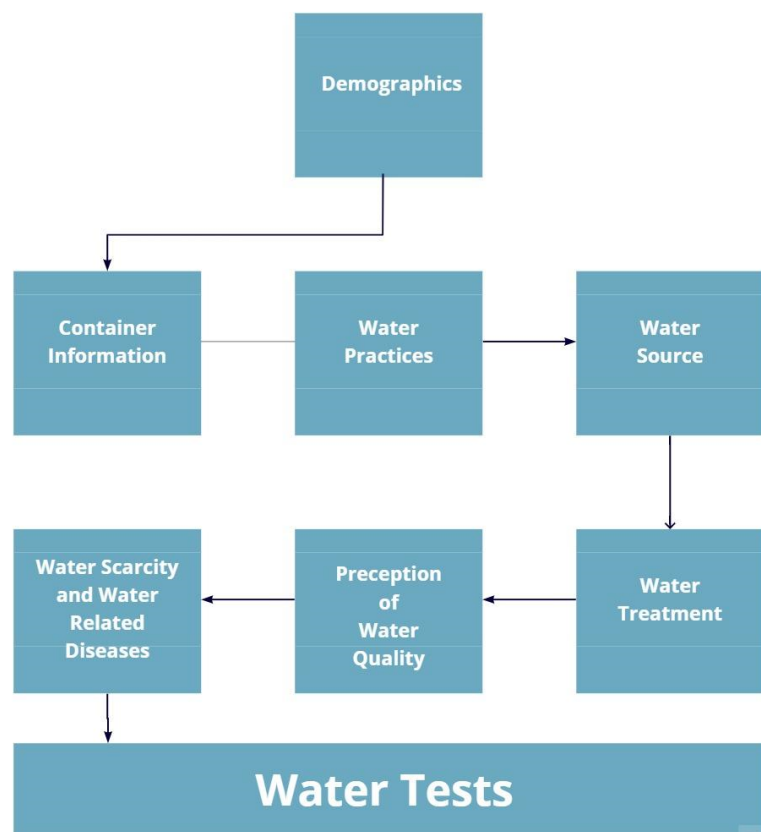 Demographics
Container
Information
Water
Practices
Water
Source
Water Scarcity
and Water
Related
Diseases
Preception
of
Water
Quality
Water
Treatment
Water Tests